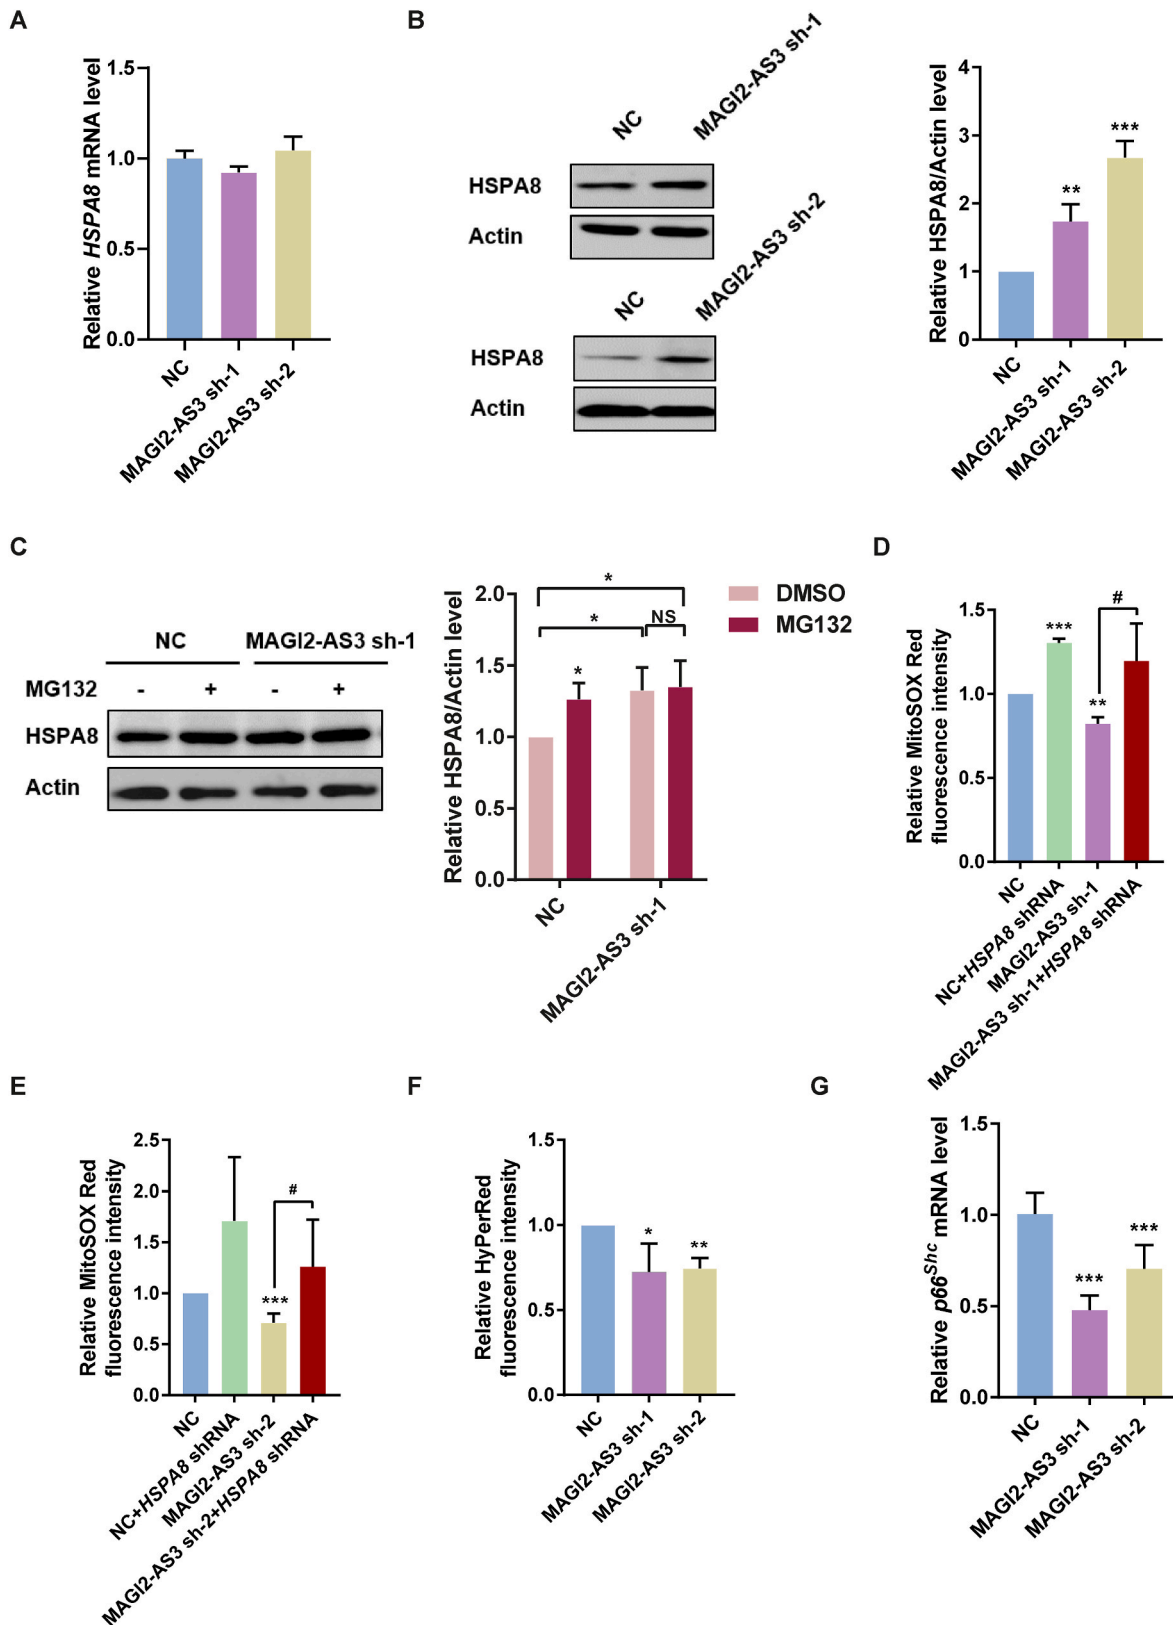 A
Relative HSPA8 mRNA level
1.5
1.0
0.5
0.0
NC
MAGI2-AS3 sh-1
MAGI2-AS3 sh-2
B
NC
MAGI2-AS3 sh-1
HSPA8
Actin
NC
MAGI2-AS3 sh-2
HSPA8
Actin
Relative HSPA8/Actin level
4
3
2
1
0
**
***
NC
MAGI2-AS3 sh-1
MAGI2-AS3 sh-2
C
NC
MAGI2-AS3 sh-1
MG132 - + - +
HSPA8
Actin
Relative HSPA8/Actin level
2.0
1.5
1.0
0.5
0.0
*
*
NS
*
DMSO
MG132
NC
MAGI2-AS3 sh-1
D
Relative MitoSOX Red
fluorescence intensity
1.5
1.0
0.5
0.0
***
**
#
NC
NC+HSPA8 shRNA
MAGI2-AS3 sh-1
MAGI2-AS3 sh-1+HSPA8 shRNA
E
Relative MitoSOX Red
fluorescence intensity
2.5
2.0
1.5
1.0
0.5
0.0
***
#
NC
NC+HSPA8 shRNA
MAGI2-AS3 sh-2
MAGI2-AS3 sh-2+HSPA8 shRNA
F
Relative HyPerRed
fluorescence intensity
1.5
1.0
0.5
0.0
*
**
NC
MAGI2-AS3 sh-1
MAGI2-AS3 sh-2
G
Relative p66Shc mRNA level
1.5
1.0
0.5
0.0
***
***
NC
MAGI2-AS3 sh-1
MAGI2-AS3 sh-2